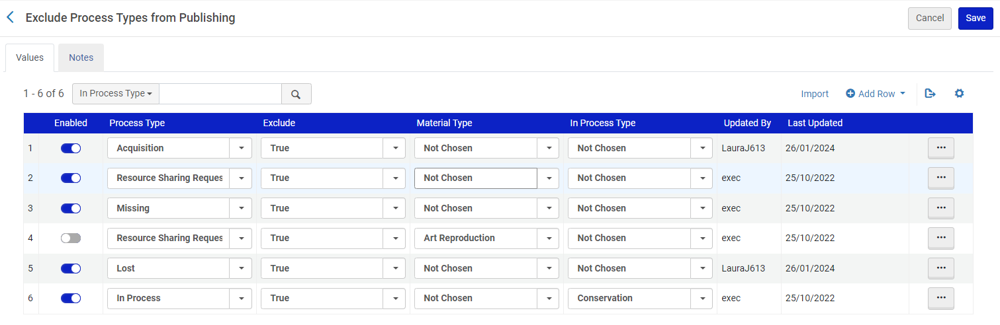 Exclude Process Types from Publishing
Cancel Save
Values Notes
1 - 6 of 6 In Process Type Import Add Row
Enabled Process Type Exclude Material Type In Process Type Updated By Last Updated
1 Acquisition True Not Chosen Not Chosen LauraJ613 26/01/2024 ...
2 Resource Sharing Reques True Not Chosen Not Chosen exec 25/10/2022 ...
3 Missing True Not Chosen Not Chosen exec 25/10/2022 ...
4 Resource Sharing Reques True Art Reproduction Not Chosen exec 25/10/2022 ...
5 Lost True Not Chosen Not Chosen LauraJ613 26/01/2024 ...
6 In Process True Not Chosen Conservation exec 25/10/2022 ...